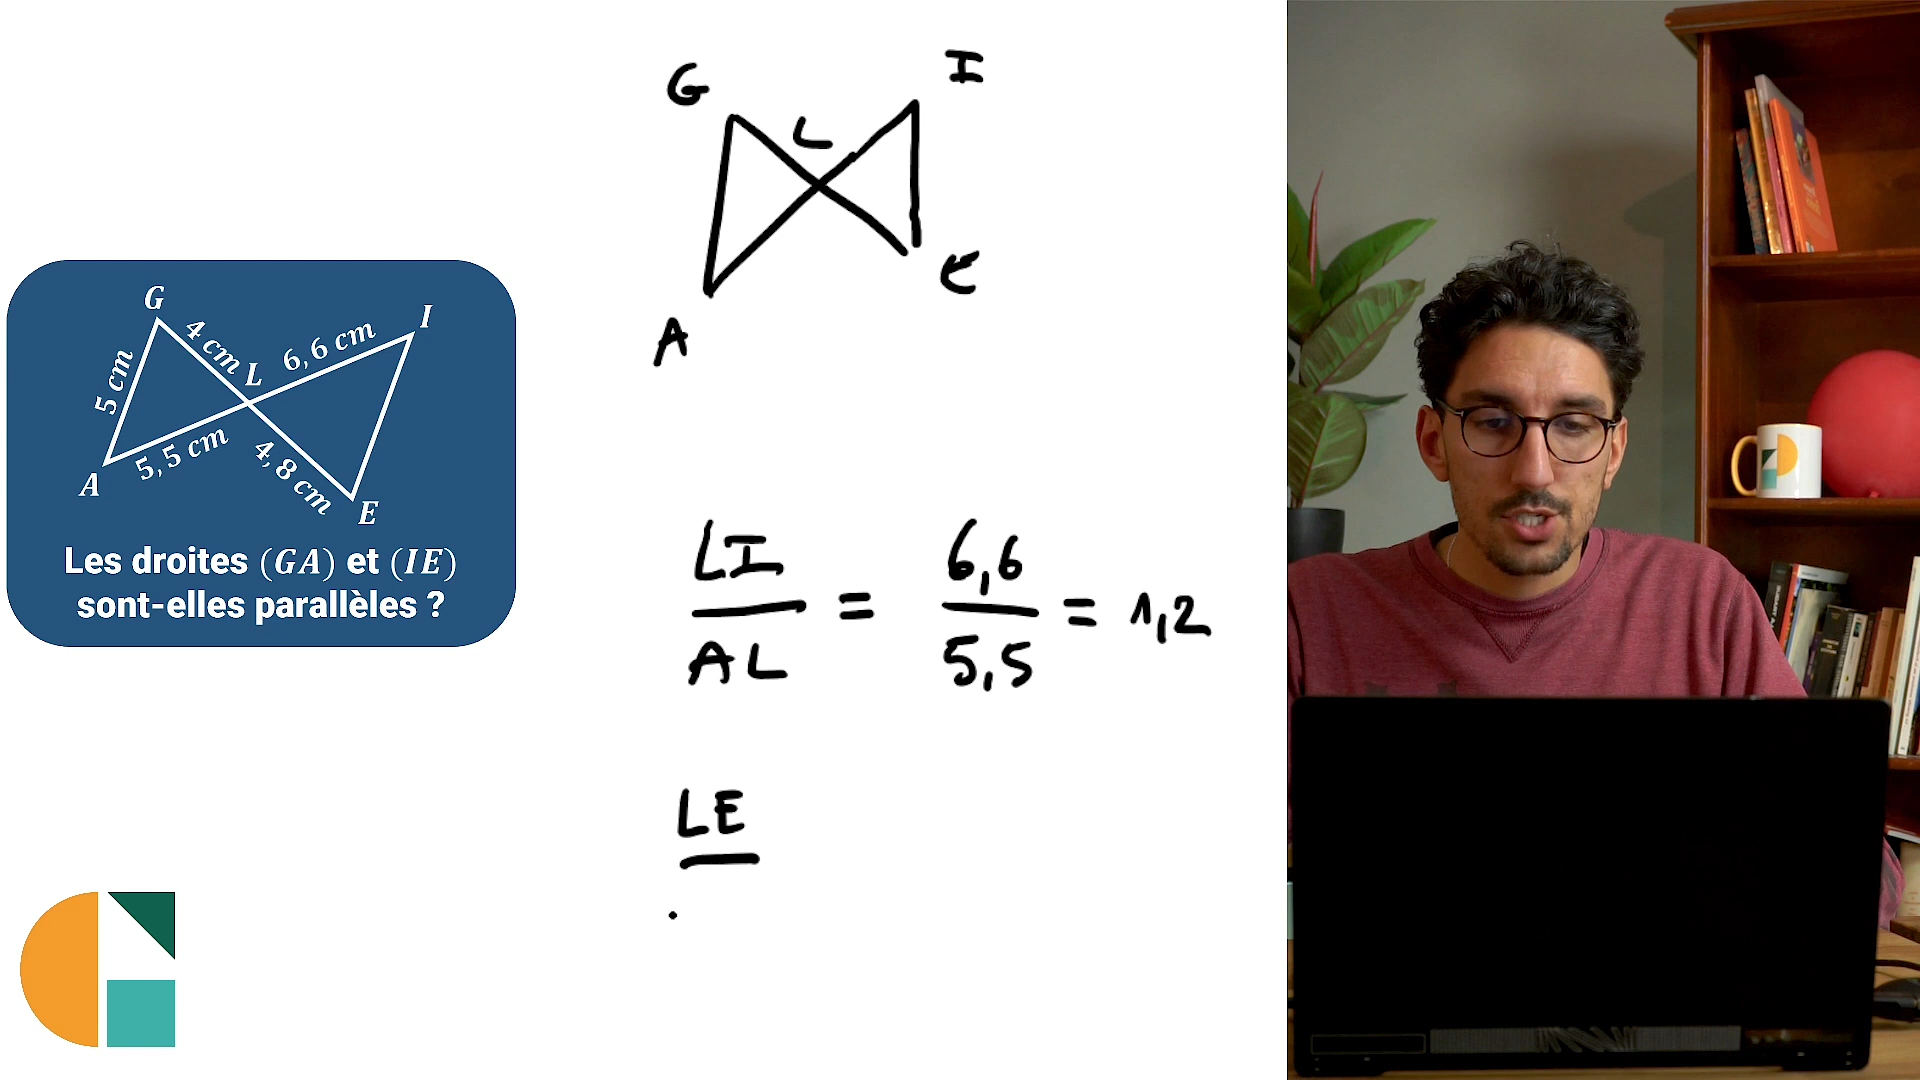 G
4 cm
L
6,6 cm
I
5 cm
5,5 cm
4,8 cm
A
E
Les droites (GA) et (IE)
sont-elles parallèles ?
G
I
L
E
A
LI/AL = 6,6/5,5 = 1,2
LE